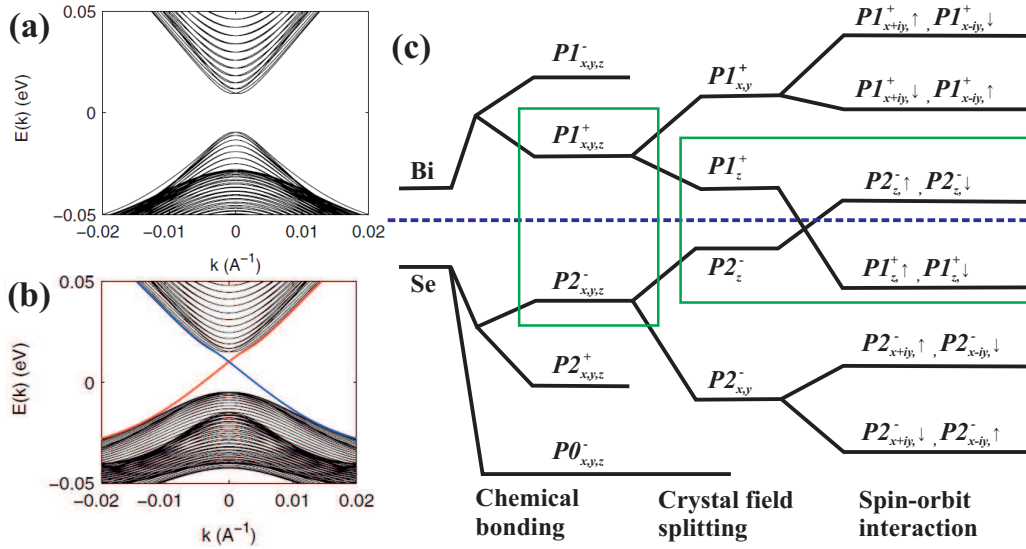 (a)
0.05
0
-0.05
E(k) (eV)
-0.02 -0.01 0 0.01 0.02
k (A⁻¹)
(b)
0.05
0
-0.05
E(k) (eV)
-0.02 -0.01 0 0.01 0.02
k (A⁻¹)
(c)
Bi
Se
P1⁻x,y,z
P1⁺x,y,z
P2⁻x,y,z
P2⁺x,y,z
P0⁻x,y,z
P1⁺x,y
P1⁺z
P2⁻z
P2⁻x,y
P1⁺x+iy,↑ , P1⁺x-iy,↓
P1⁺x+iy,↓ , P1⁺x-iy,↑
P2⁻z,↑ , P2⁻z,↓
P1⁺z,↑ , P1⁺z,↓
P2⁻x+iy,↑ , P2⁻x-iy,↓
P2⁻x+iy,↓ , P2⁻x-iy,↑
Chemical
bonding
Crystal field
splitting
Spin-orbit
interaction